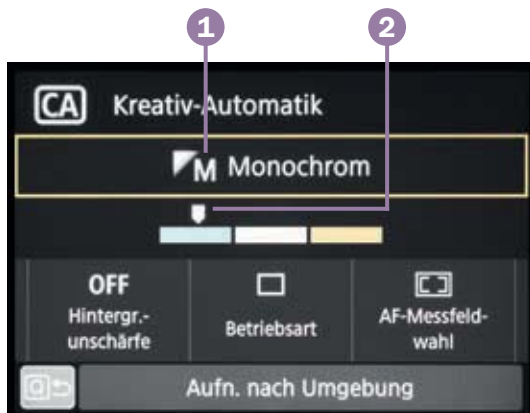 1 2
CA Kreativ-Automatik
M Monochrom
OFF
Hintergr.-
unschärfe
Betriebsart
AF-Messfeld-
wahl
Q Aufn. nach Umgebung